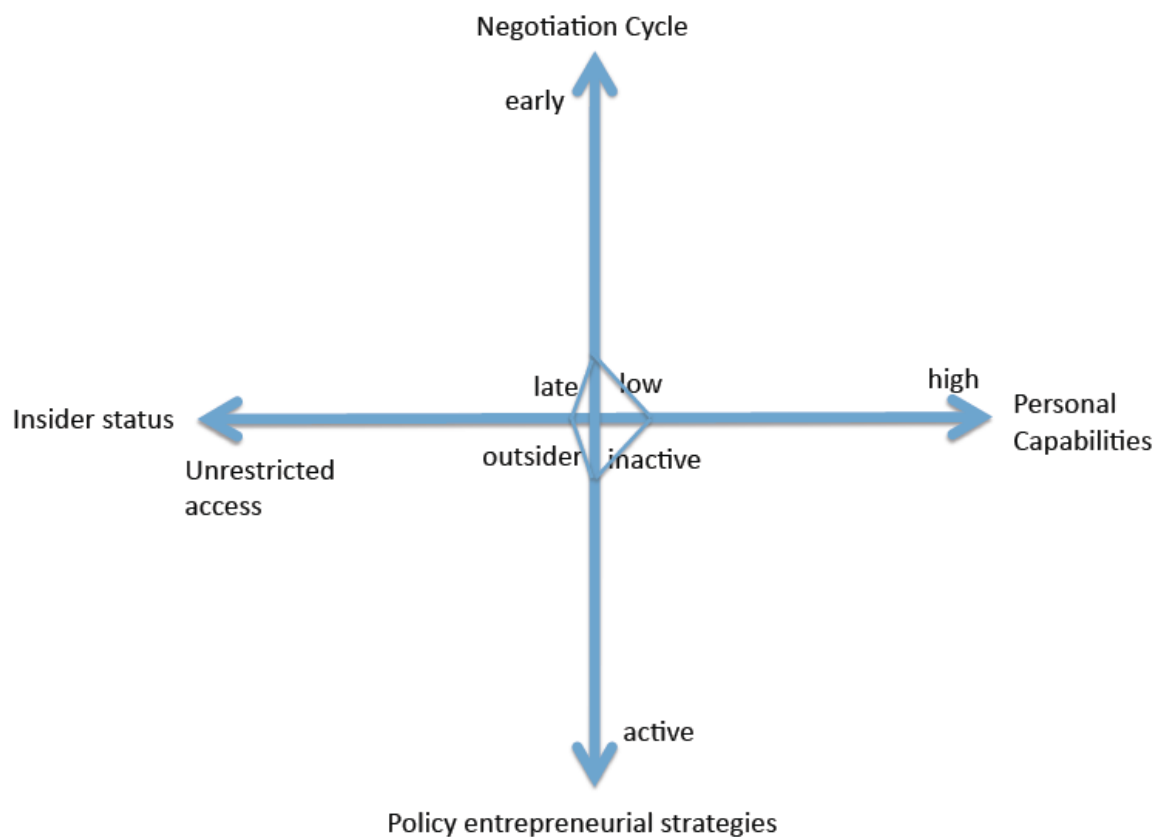 Negotiation Cycle
early
late
low
high
Insider status
Personal
Capabilities
outsider
inactive
Unrestricted
access
active
Policy entrepreneurial strategies